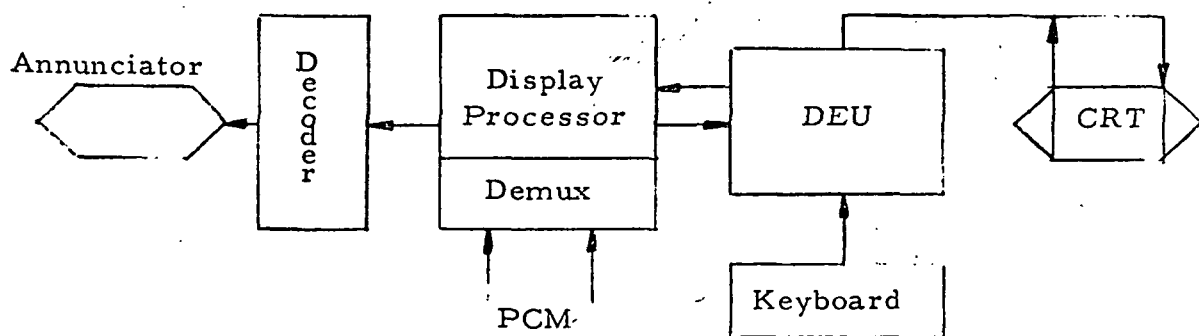 Annunciator
Decoder
Display
Processor
Demux
PCM
DEU
Keyboard
CRT